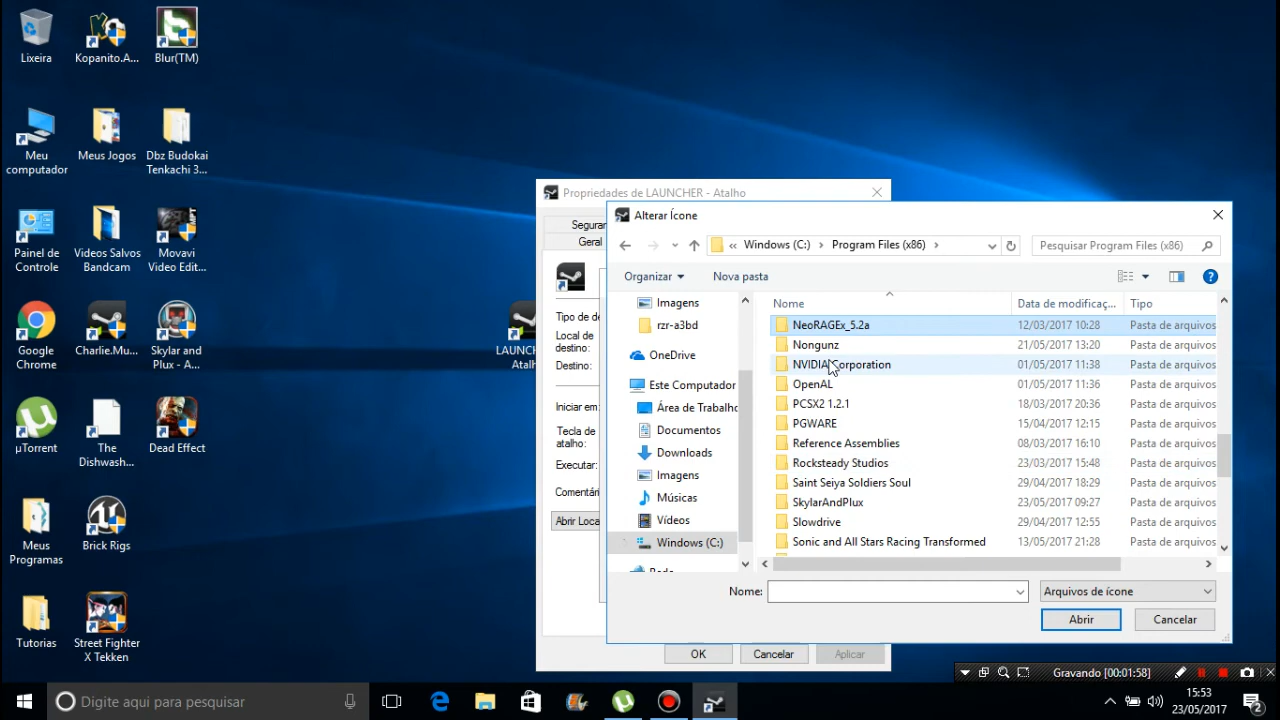 Lixeira
Kopanito.A...
Blur(TM)
Meu
computador
Meus Jogos
Dbz Budokai
Tenkachi 3...
Painel de
Controle
Videos Salvos
Bandcam
Movavi
Video Edit...
Google
Chrome
Charlie.Mu...
Skylar and
Plux - A...
µTorrent
The
Dishwash...
Dead Effect
Meus
Programas
Brick Rigs
Tutorias
Street Fighter
X Tekken
LAUNCH
Atalh
Propriedades de LAUNCHER - Atalho
Segurar
Geral
Tipo de de
Local de
destino:
Destino:
Iniciar em:
Tecla de
atalho:
Executar:
Comentári
Abrir Loca
OK
Cancelar
Aplicar
Alterar Ícone
« Windows (C:) > Program Files (x86) >
Pesquisar Program Files (x86)
Organizar
Nova pasta
Imagens
rzr-a3bd
OneDrive
Este Computador
Área de Trabalho
Documentos
Downloads
Imagens
Músicas
Vídeos
Windows (C:)
Nome
Data de modificaç...
Tipo
NeoRAGEx_5.2a 12/03/2017 10:28 Pasta de arquivos
Nongunz 21/05/2017 13:20 Pasta de arquivos
NVIDIA Corporation 01/05/2017 11:38 Pasta de arquivos
OpenAL 01/05/2017 11:36 Pasta de arquivos
PCSX2 1.2.1 18/03/2017 20:36 Pasta de arquivos
PGWARE 15/04/2017 12:15 Pasta de arquivos
Reference Assemblies 08/03/2017 16:10 Pasta de arquivos
Rocksteady Studios 23/03/2017 15:48 Pasta de arquivos
Saint Seiya Soldiers Soul 29/04/2017 18:29 Pasta de arquivos
SkylarAndPlux 23/05/2017 09:27 Pasta de arquivos
Slowdrive 29/04/2017 12:55 Pasta de arquivos
Sonic and All Stars Racing Transformed 13/05/2017 21:28 Pasta de arquivos
Nome:
Arquivos de ícone
Abrir
Cancelar
Gravando [00:01:58]
Digite aqui para pesquisar
15:53
23/05/2017
2